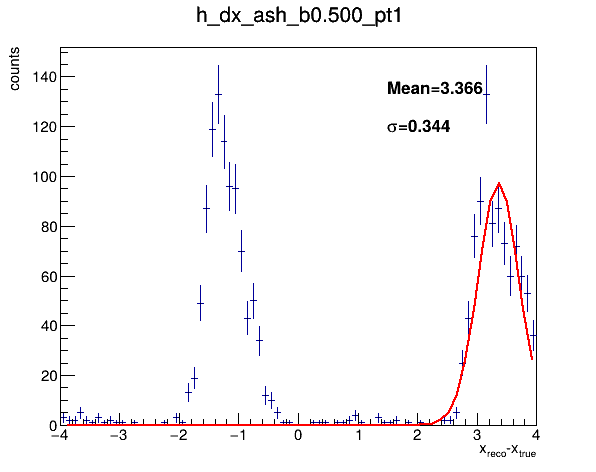 h_dx_ash_b0.500_pt1
counts
140
120
100
80
60
40
20
0
Mean=3.366
σ=0.344
−4 −3 −2 −1 0 1 2 3 4
x_reco-x_true